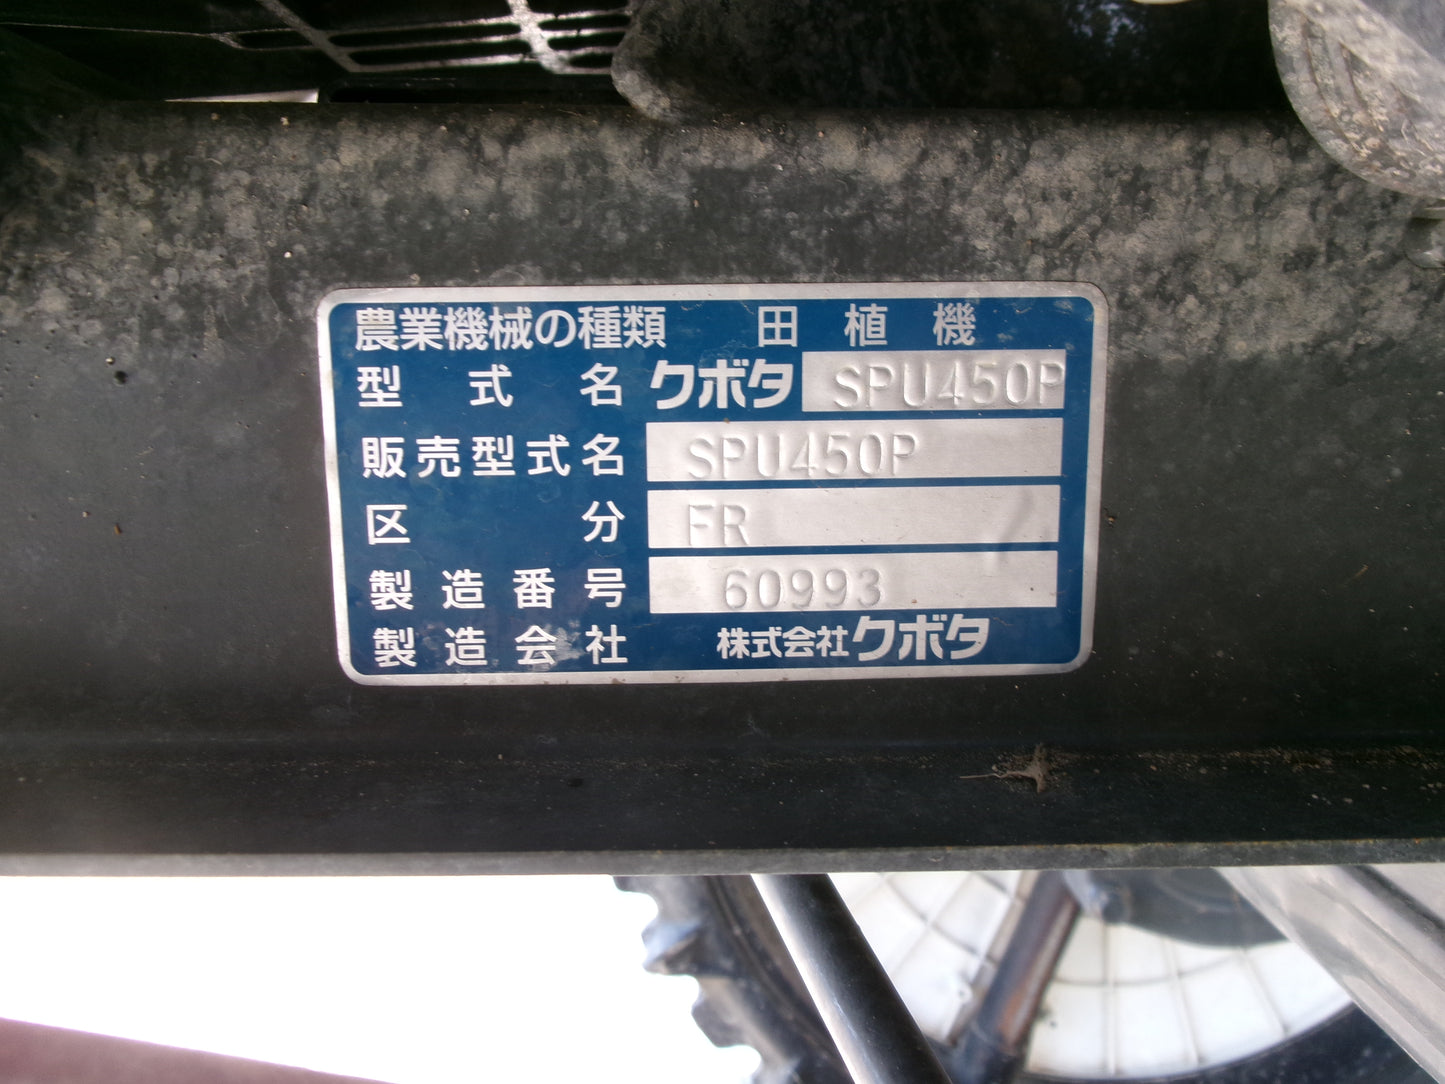 農業機械の種類 田植機
型式名 クボタ SPU450P
販売型式名 SPU450P
区分 FR
製造番号 60993
製造会社 株式会社クボタ